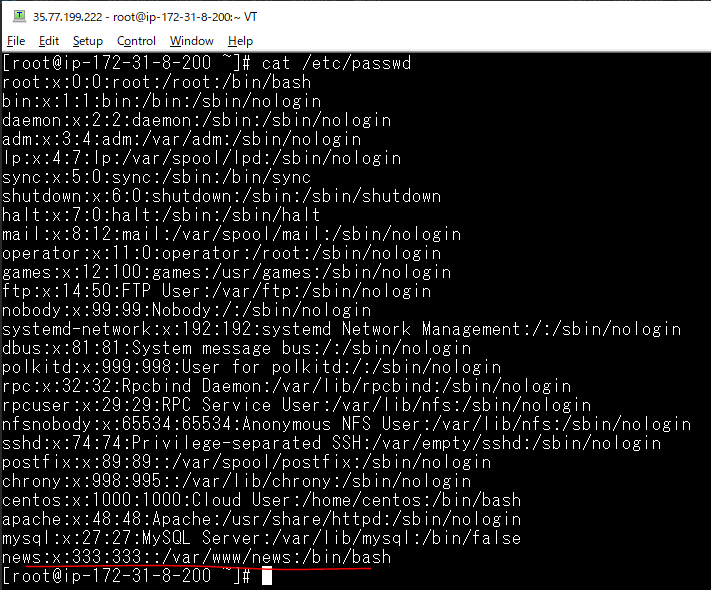 35.77.199.222 - root@ip-172-31-8-200:~ VT
File Edit Setup Control Window Help
[root@ip-172-31-8-200 ~]# cat /etc/passwd
root:x:0:0:root:/root:/bin/bash
bin:x:1:1:bin:/bin:/sbin/nologin
daemon:x:2:2:daemon:/sbin:/sbin/nologin
adm:x:3:4:adm:/var/adm:/sbin/nologin
lp:x:4:7:lp:/var/spool/lpd:/sbin/nologin
sync:x:5:0:sync:/sbin:/bin/sync
shutdown:x:6:0:shutdown:/sbin:/sbin/shutdown
halt:x:7:0:halt:/sbin:/sbin/halt
mail:x:8:12:mail:/var/spool/mail:/sbin/nologin
operator:x:11:0:operator:/root:/sbin/nologin
games:x:12:100:games:/usr/games:/sbin/nologin
ftp:x:14:50:FTP User:/var/ftp:/sbin/nologin
nobody:x:99:99:Nobody:/:/sbin/nologin
systemd-network:x:192:192:systemd Network Management:/:/sbin/nologin
dbus:x:81:81:System message bus:/:/sbin/nologin
polkitd:x:999:998:User for polkitd:/:/sbin/nologin
rpc:x:32:32:Rpcbind Daemon:/var/lib/rpcbind:/sbin/nologin
rpcuser:x:29:29:RPC Service User:/var/lib/nfs:/sbin/nologin
nfsnobody:x:65534:65534:Anonymous NFS User:/var/lib/nfs:/sbin/nologin
sshd:x:74:74:Privilege-separated SSH:/var/empty/sshd:/sbin/nologin
postfix:x:89:89::/var/spool/postfix:/sbin/nologin
chrony:x:998:995::/var/lib/chrony:/sbin/nologin
centos:x:1000:1000:Cloud User:/home/centos:/bin/bash
apache:x:48:48:Apache:/usr/share/httpd:/sbin/nologin
mysql:x:27:27:MySQL Server:/var/lib/mysql:/bin/false
news:x:333:333::/var/www/news:/bin/bash
[root@ip-172-31-8-200 ~]#